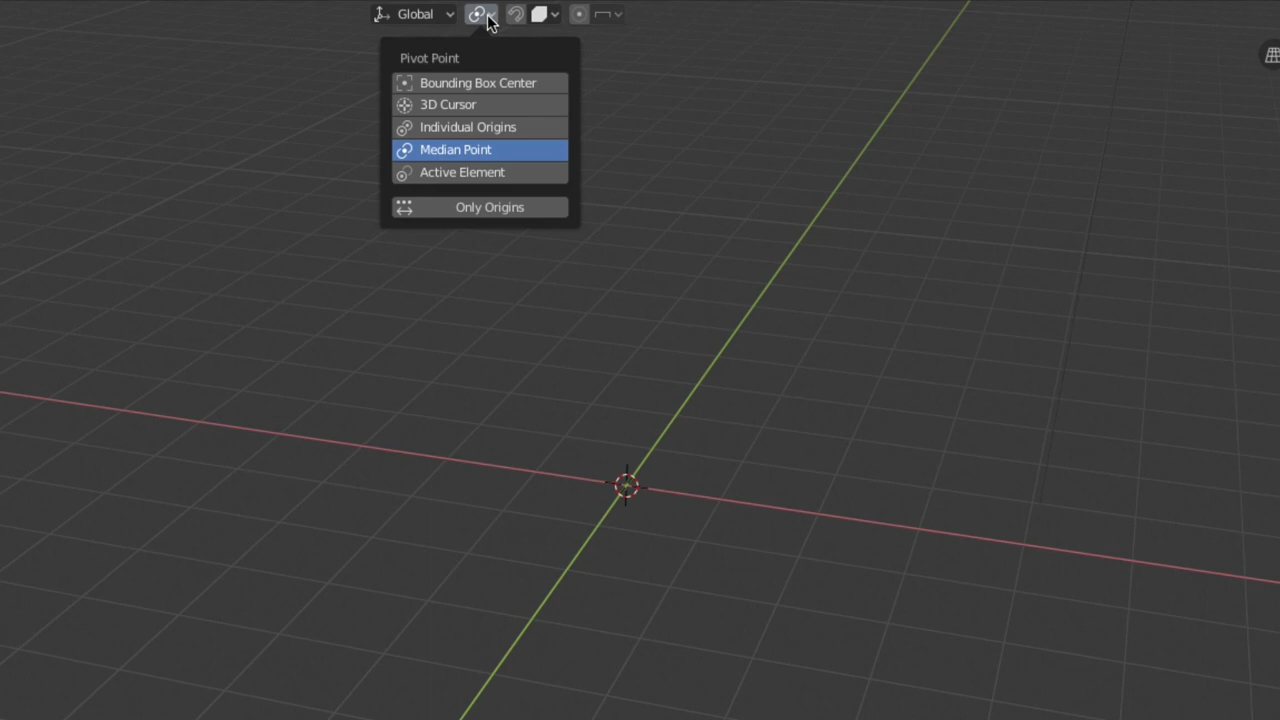 Global
Pivot Point
Bounding Box Center
3D Cursor
Individual Origins
Median Point
Active Element
Only Origins